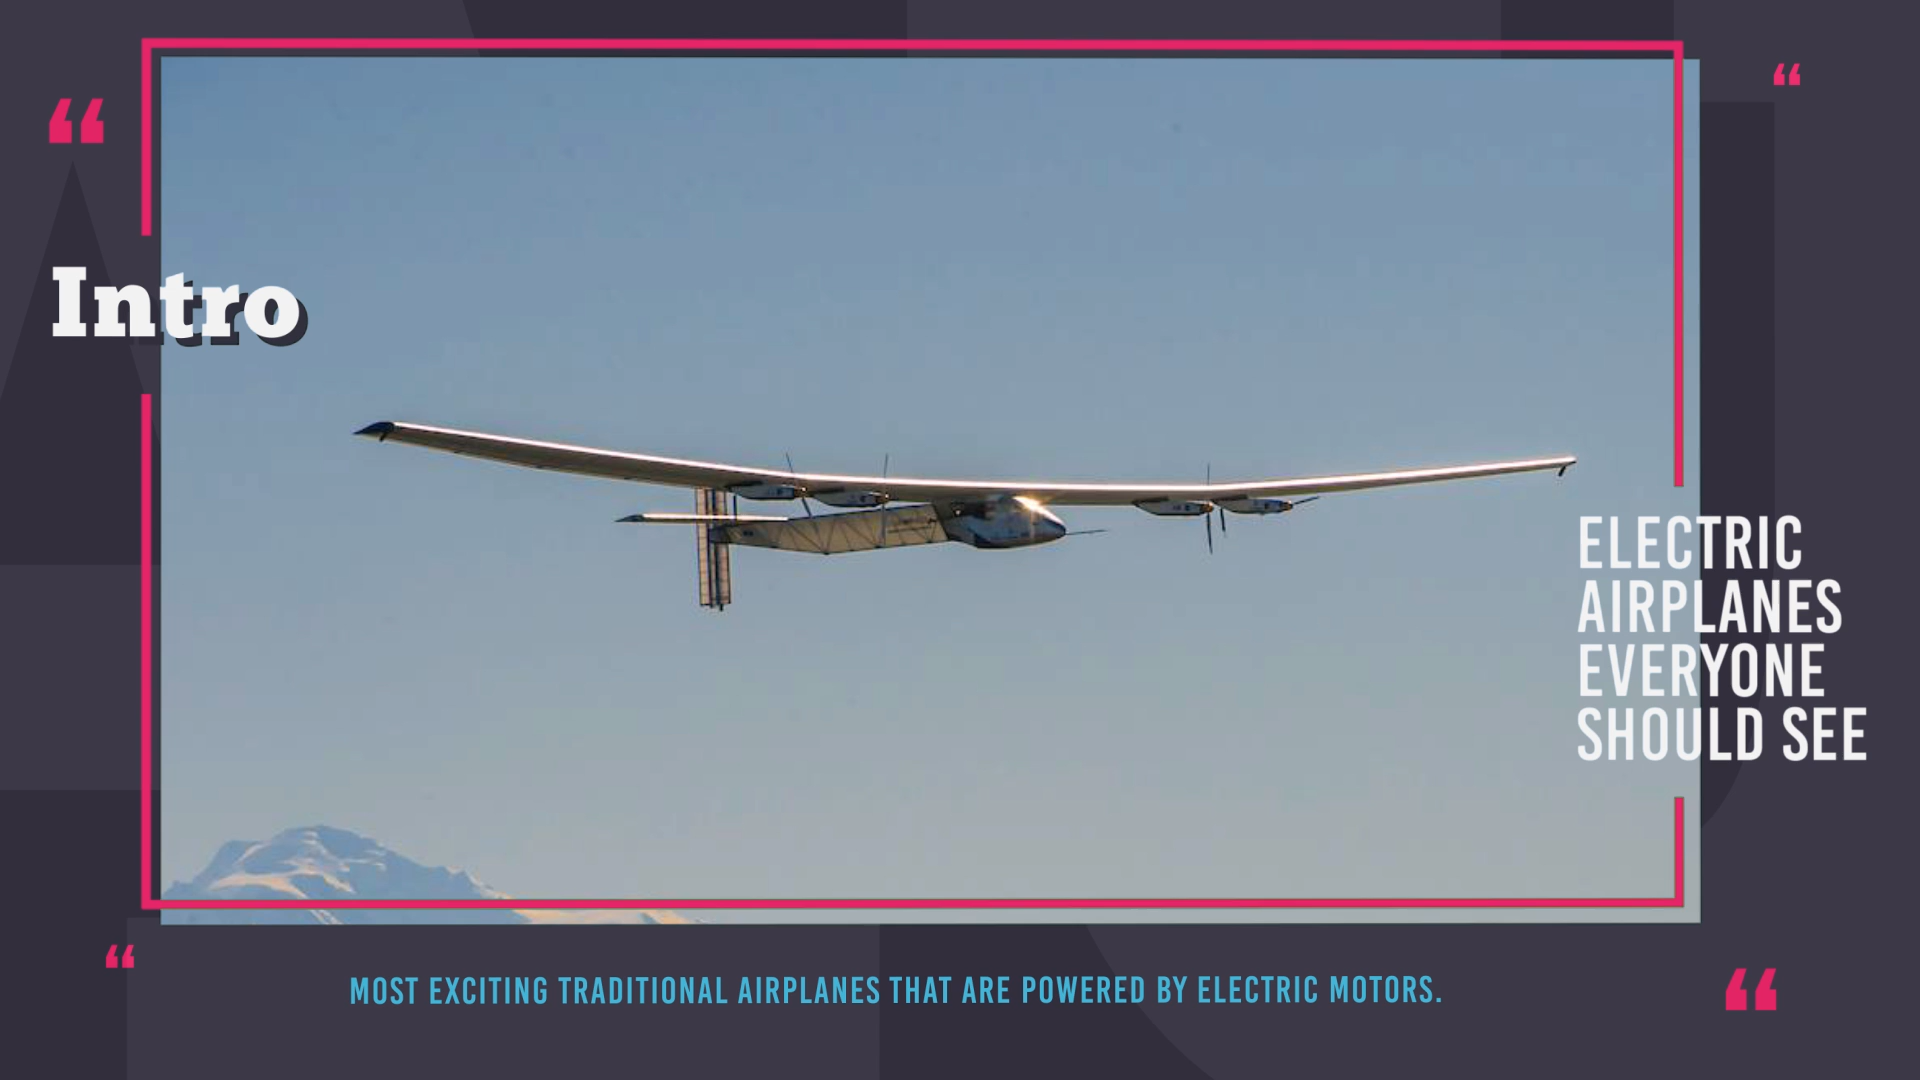 Intro
ELECTRIC
AIRPLANES
EVERYONE
SHOULD SEE
MOST EXCITING TRADITIONAL AIRPLANES THAT ARE POWERED BY ELECTRIC MOTORS.